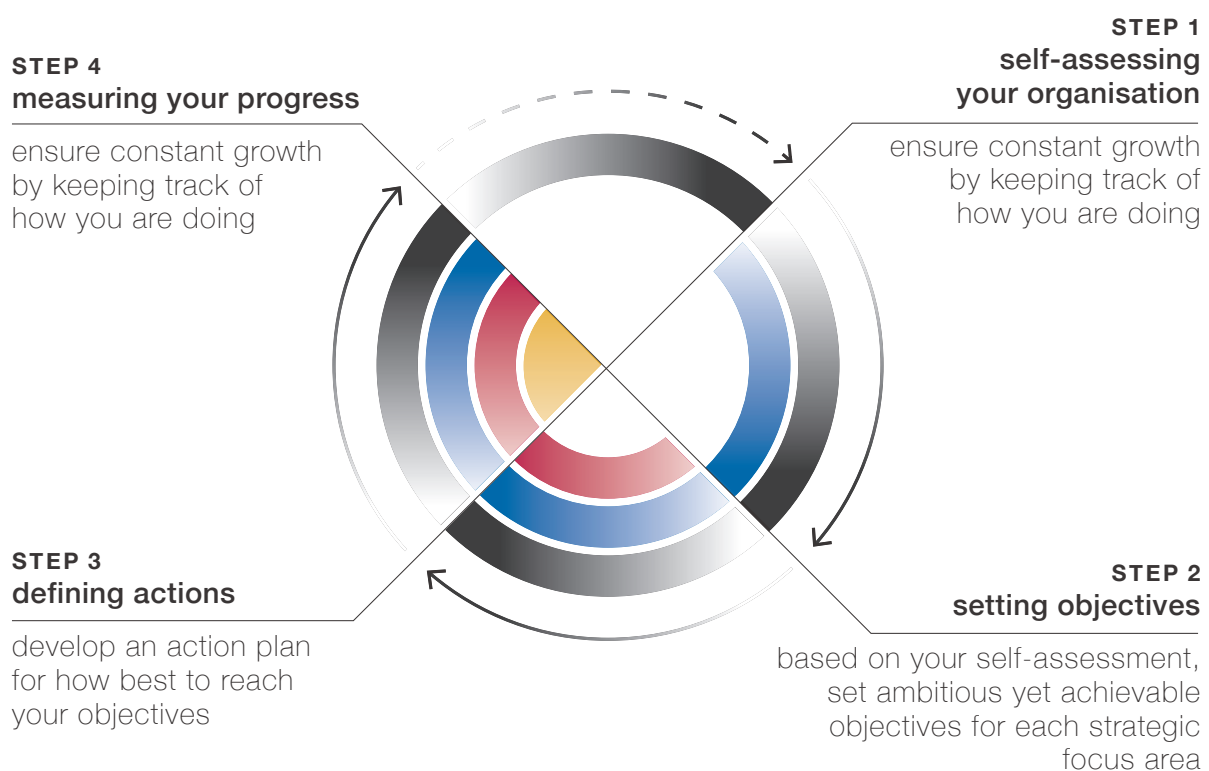 STEP 1
self-assessing
your organisation
ensure constant growth
by keeping track of
how you are doing
STEP 2
setting objectives
based on your self-assessment,
set ambitious yet achievable
objectives for each strategic
focus area
STEP 3
defining actions
develop an action plan
for how best to reach
your objectives
STEP 4
measuring your progress
ensure constant growth
by keeping track of
how you are doing